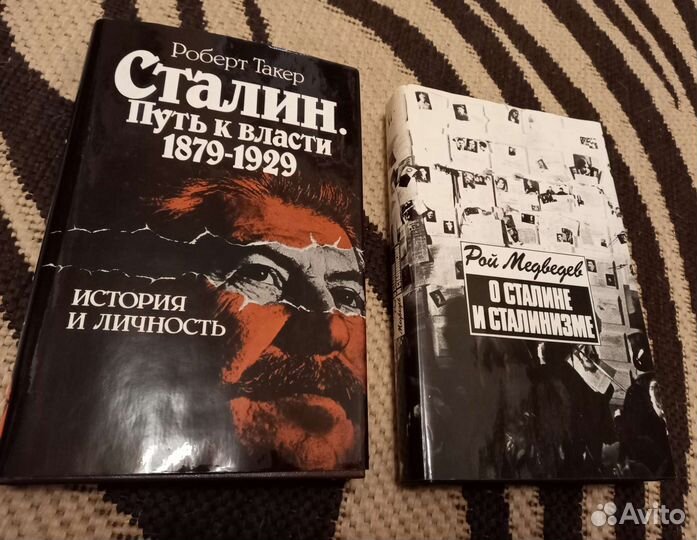 Роберт Такер
Сталин.
Путь к власти
1879-1929
ИСТОРИЯ
И ЛИЧНОСТЬ
Рой Медведев
О СТАЛИНЕ
И СТАЛИНИЗМЕ
Avito